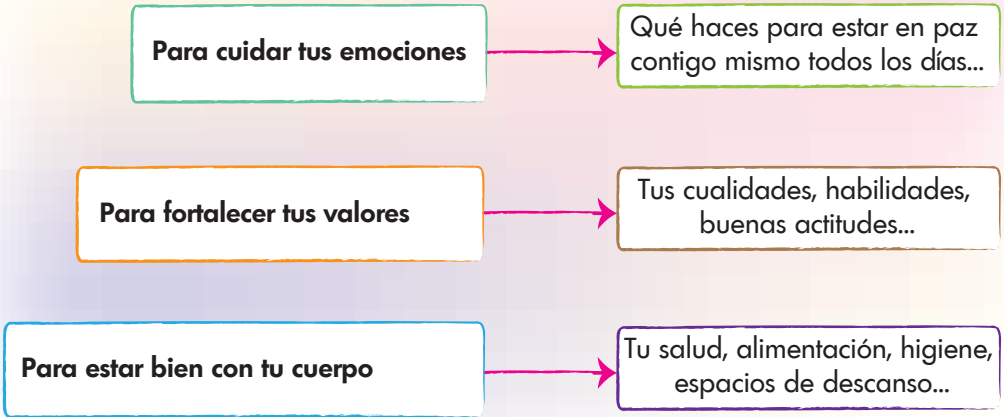 Para cuidar tus emociones
Qué haces para estar en paz
contigo mismo todos los días...
Para fortalecer tus valores
Tus cualidades, habilidades,
buenas actitudes...
Para estar bien con tu cuerpo
Tu salud, alimentación, higiene,
espacios de descanso...